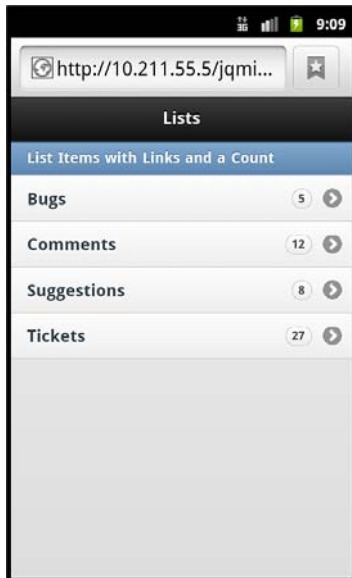 3G 9:09
http://10.211.55.5/jqmi...
Lists
List Items with Links and a Count
Bugs 5
Comments 12
Suggestions 8
Tickets 27